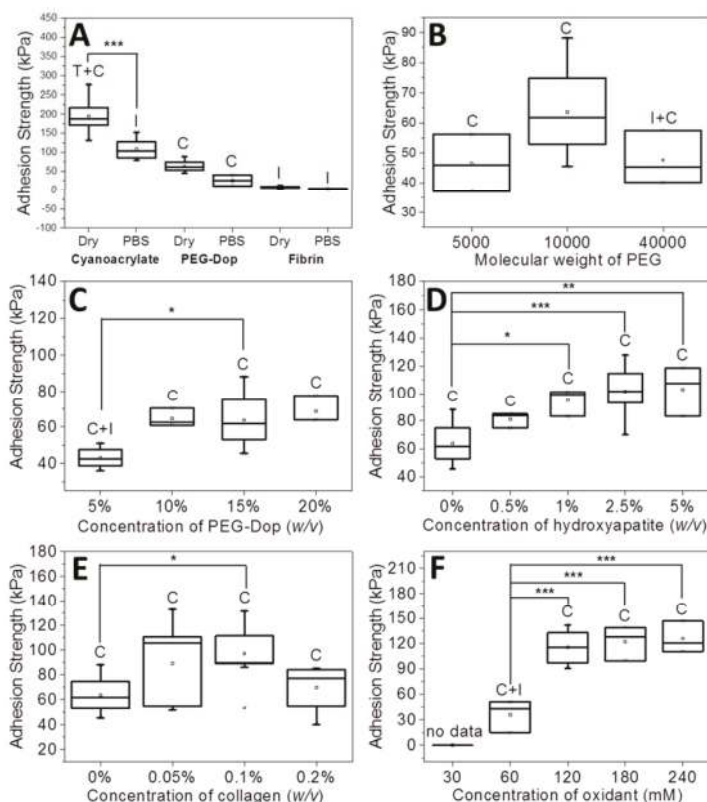 A
Adhesion Strength (kPa)
250
200
150
100
50
0
-50
-100
T+C
***
I
C
C
I
I
Dry PBS Dry PBS Dry PBS
Cyanoacrylate PEG-Dop Fibrin
B
Adhesion Strength (kPa)
90
80
70
60
50
40
30
C
C
I+C
5000 10000 40000
Molecular weight of PEG
C
Adhesion Strength (kPa)
140
120
100
80
60
40
*
C+I
C
C
C
5% 10% 15% 20%
Concentration of PEG-Dop (w/v)
D
Adhesion Strength (kPa)
180
160
140
120
100
80
60
40
**
***
*
C
C
C
C
C
0% 0.5% 1% 2.5% 5%
Concentration of hydroxyapatite (w/v)
E
Adhesion Strength (kPa)
180
160
140
120
100
80
60
40
20
*
C
C
C
C
0% 0.05% 0.1% 0.2%
Concentration of collagen (w/v)
F
Adhesion Strength (kPa)
210
180
150
120
90
60
30
0
***
***
***
no data
C+I
C
C
C
30 60 120 180 240
Concentration of oxidant (mM)